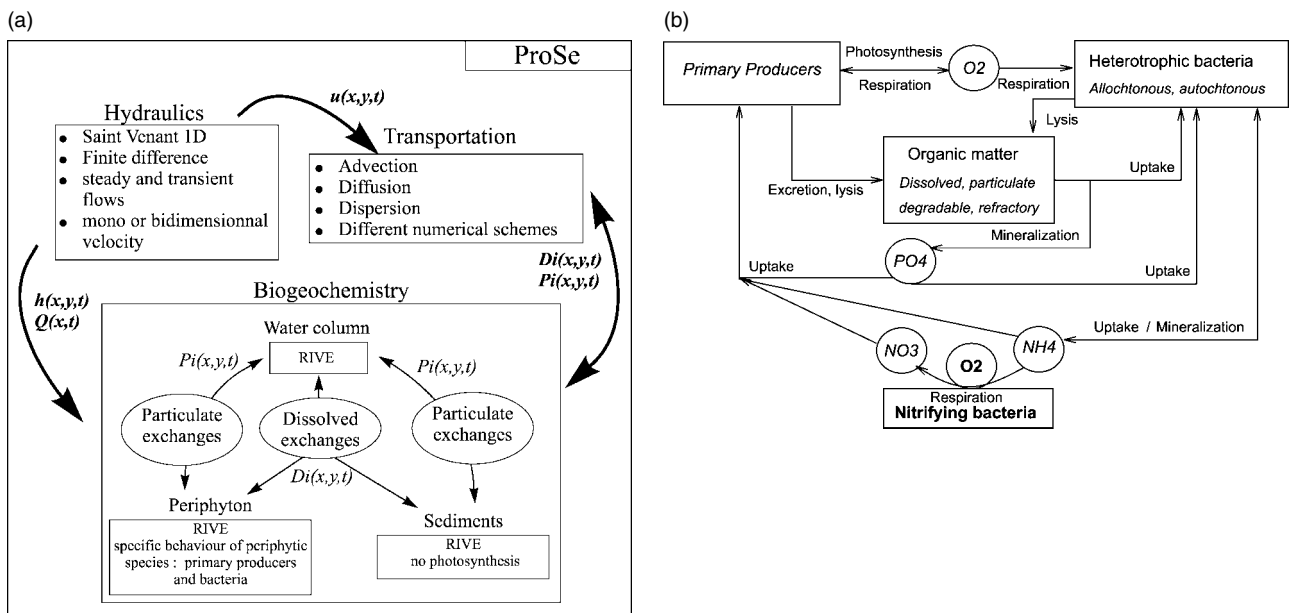 (a)
ProSe
u(x,y,t)
Hydraulics
Saint Venant 1D
Finite difference
steady and transient
flows
mono or bidimensionnal
velocity
Transportation
Advection
Diffusion
Dispersion
Different numerical schemes
h(x,y,t)
Q(x,t)
Di(x,y,t)
Pi(x,y,t)
Biogeochemistry
Water column
RIVE
Pi(x,y,t)
Pi(x,y,t)
Particulate
exchanges
Dissolved
exchanges
Particulate
exchanges
Di(x,y,t)
Periphyton
RIVE
specific behaviour of periphytic
species : primary producers
and bacteria
Sediments
RIVE
no photosynthesis
(b)
Primary Producers
Photosynthesis
Respiration
O2
Respiration
Heterotrophic bacteria
Allochtonous, autochtonous
Lysis
Organic matter
Dissolved, particulate
degradable, refractory
Excretion, lysis
Uptake
Mineralization
PO4
Uptake
Uptake
Uptake / Mineralization
NO3
O2
NH4
Respiration
Nitrifying bacteria